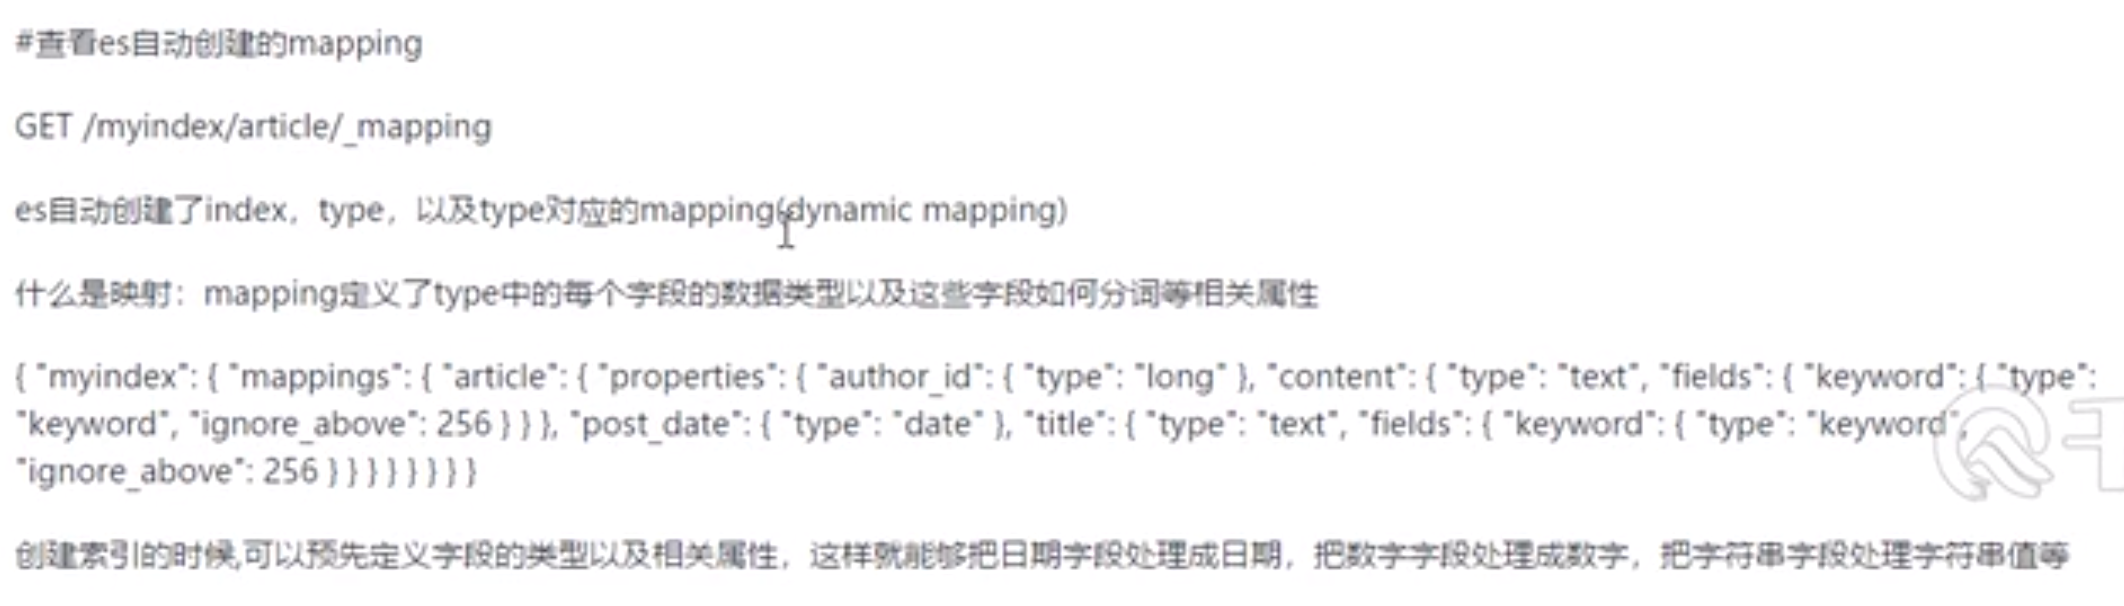 #查看es自动创建的mapping
GET /myindex/article/_mapping
es自动创建了index，type，以及type对应的mapping(dynamic mapping)
什么是映射：mapping定义了type中的每个字段的数据类型以及这些字段如何分词等相关属性
{ "myindex": { "mappings": { "article": { "properties": { "author_id": { "type": "long" }, "content": { "type": "text", "fields": { "keyword": { "type":
"keyword", "ignore_above": 256 } } }, "post_date": { "type": "date" }, "title": { "type": "text", "fields": { "keyword": { "type": "keyword",
"ignore_above": 256 } } } } } } } }
创建索引的时候,可以预先定义字段的类型以及相关属性，这样就能够把日期字段处理成日期，把数字字段处理成数字，把字符串字段处理字符串值等